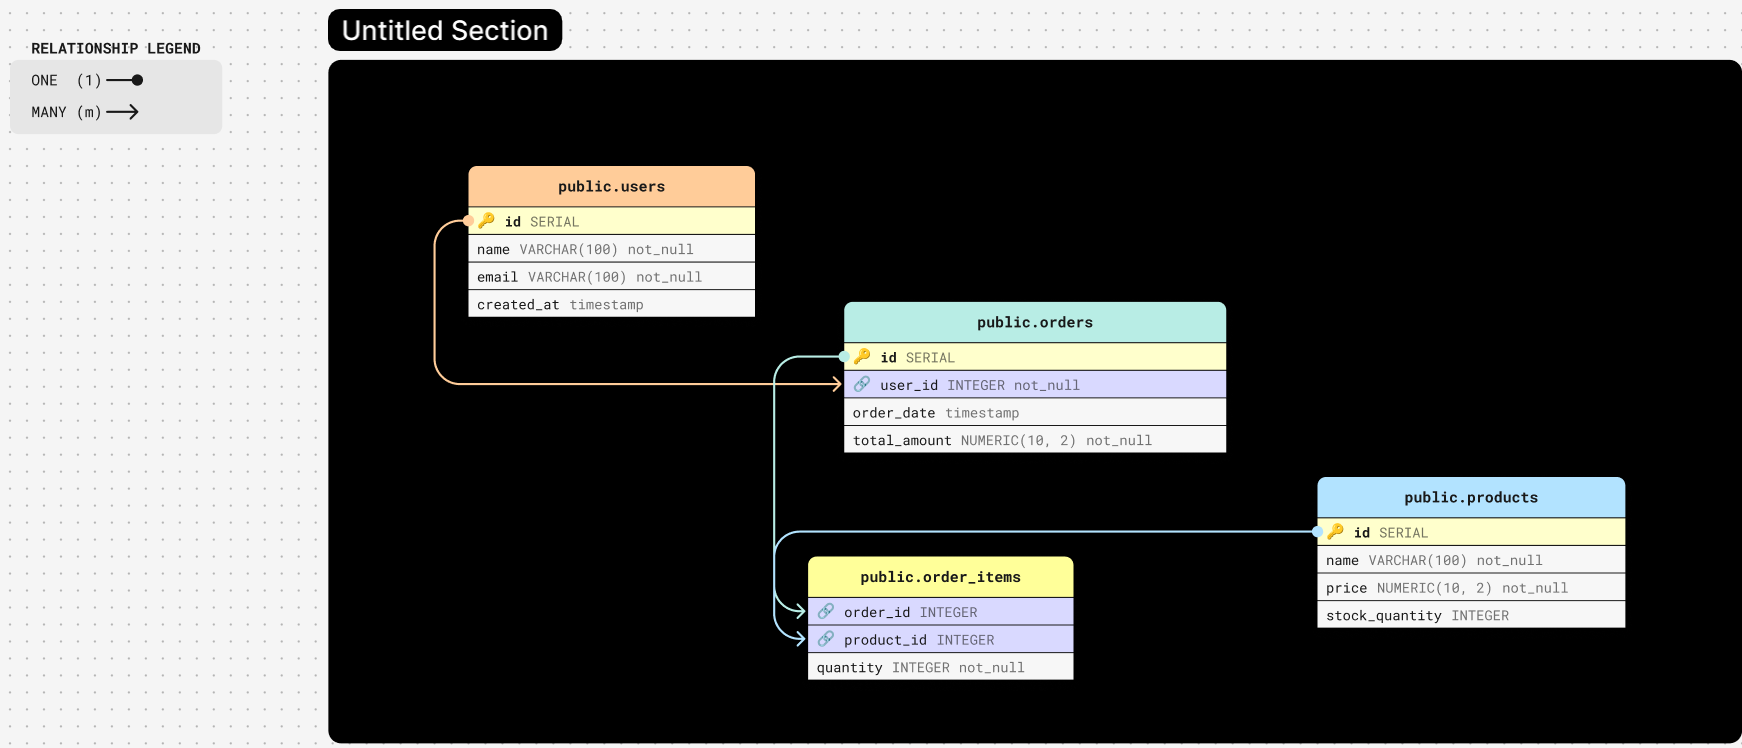 Untitled Section
RELATIONSHIP LEGEND
ONE (1)
MANY (m)
public.users
id SERIAL
name VARCHAR(100) not_null
email VARCHAR(100) not_null
created_at timestamp
public.orders
id SERIAL
user_id INTEGER not_null
order_date timestamp
total_amount NUMERIC(10, 2) not_null
public.products
id SERIAL
name VARCHAR(100) not_null
price NUMERIC(10, 2) not_null
stock_quantity INTEGER
public.order_items
order_id INTEGER
product_id INTEGER
quantity INTEGER not_null